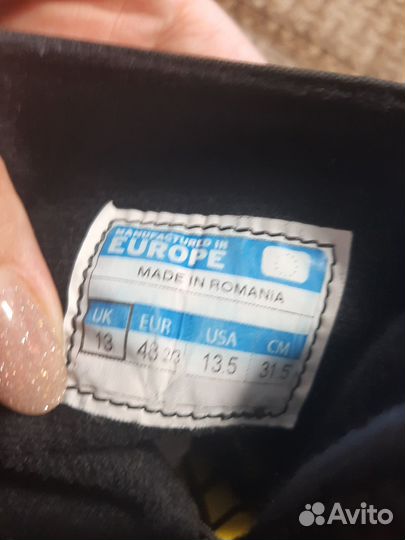 MANUFACTURED IN
EUROPE
MADE IN ROMANIA
UK EUR USA CM
13 48 2/3 13.5 31.5
Avito